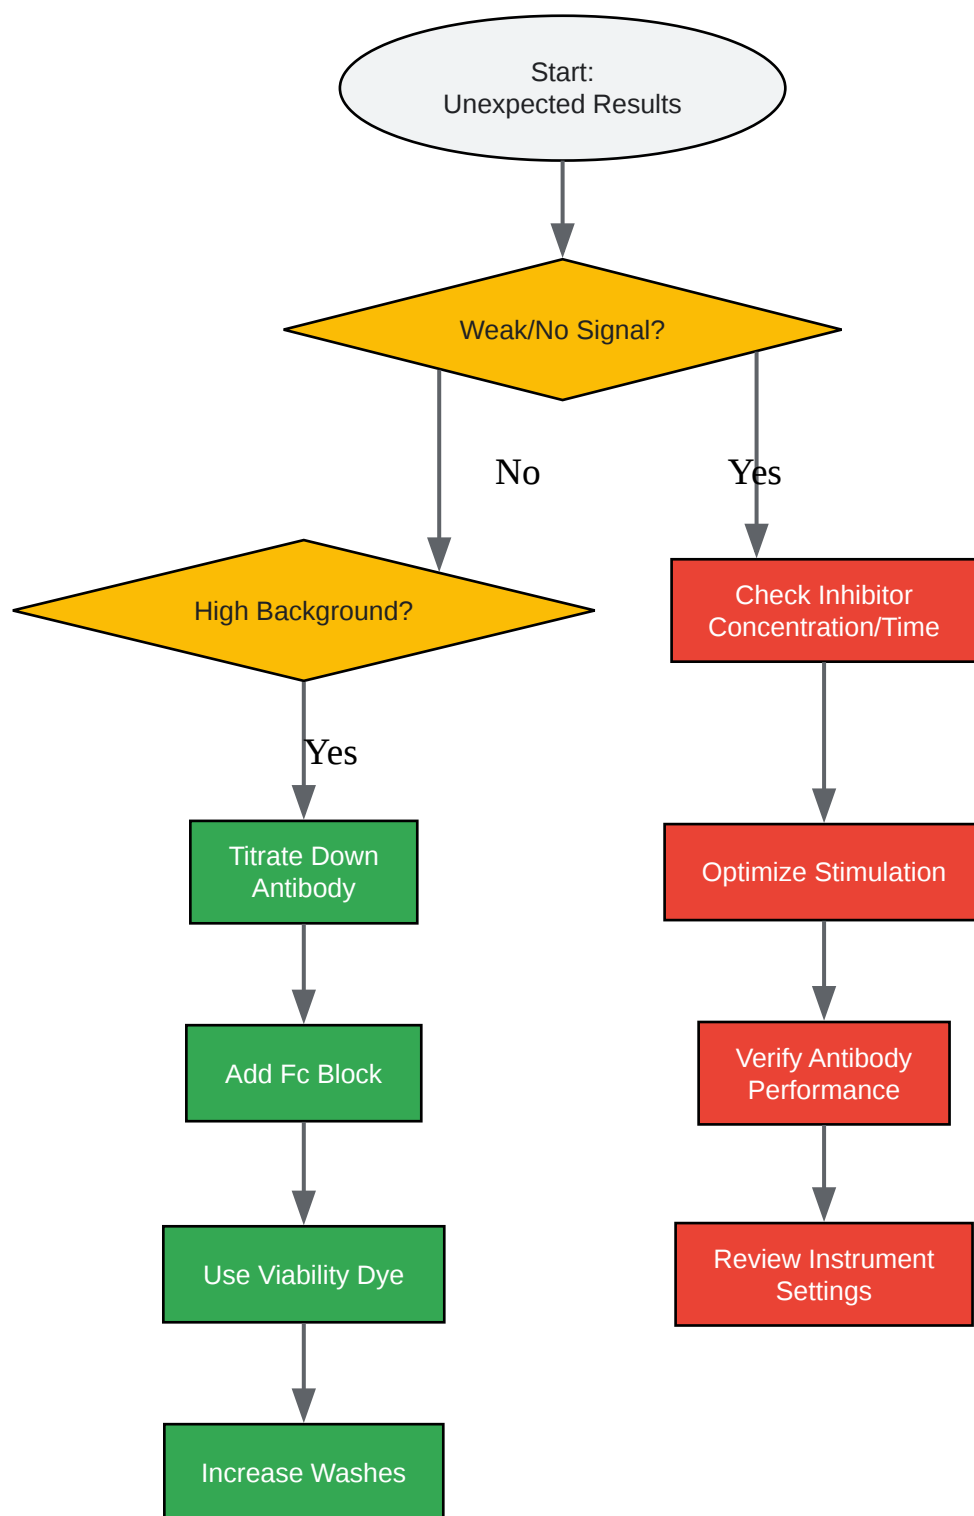 Start:
Unexpected Results
Weak/No Signal?
No
Yes
High Background?
Check Inhibitor
Concentration/Time
Yes
Titrate Down
Antibody
Optimize Stimulation
Add Fc Block
Verify Antibody
Performance
Use Viability Dye
Review Instrument
Settings
Increase Washes